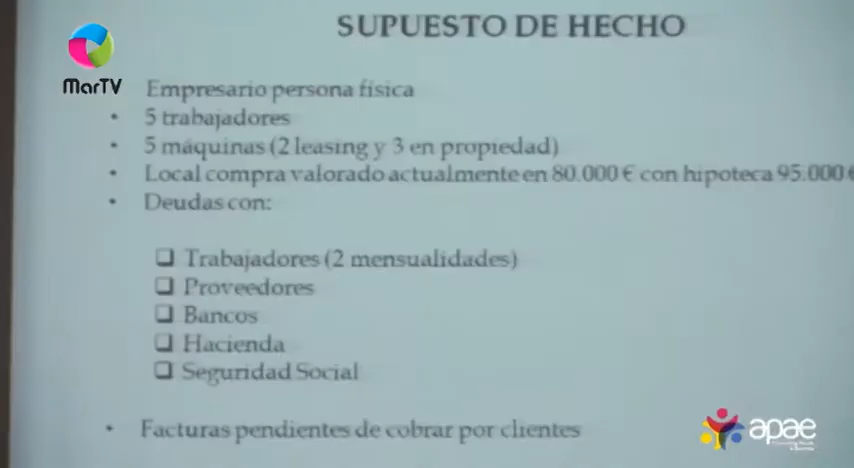 SUPUESTO DE HECHO
MarTV
Empresario persona física
• 5 trabajadores
• 5 máquinas (2 leasing y 3 en propiedad)
• Local compra valorado actualmente en 80.000 € con hipoteca 95.000 €
• Deudas con:
❑ Trabajadores (2 mensualidades)
❑ Proveedores
❑ Bancos
❑ Hacienda
❑ Seguridad Social
• Facturas pendientes de cobrar por clientes
apae